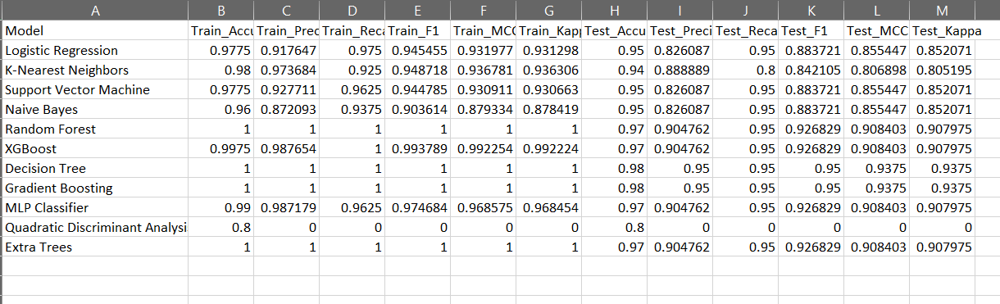 A B C D E F G H I J K L M
Model Train_Accu Train_Prec Train_Reca Train_F1 Train_MCC Train_Kapp Test_Accu Test_Preci Test_Reca Test_F1 Test_MCC Test_Kappa
Logistic Regression 0.9775 0.917647 0.975 0.945455 0.931977 0.931298 0.95 0.826087 0.95 0.883721 0.855447 0.852071
K-Nearest Neighbors 0.98 0.973684 0.925 0.948718 0.936781 0.936306 0.94 0.888889 0.8 0.842105 0.806898 0.805195
Support Vector Machine 0.9775 0.927711 0.9625 0.944785 0.930911 0.930663 0.95 0.826087 0.95 0.883721 0.855447 0.852071
Naive Bayes 0.96 0.872093 0.9375 0.903614 0.879334 0.878419 0.95 0.826087 0.95 0.883721 0.855447 0.852071
Random Forest 1 1 1 1 1 1 0.97 0.904762 0.95 0.926829 0.908403 0.907975
XGBoost 0.9975 0.987654 1 0.993789 0.992254 0.992224 0.97 0.904762 0.95 0.926829 0.908403 0.907975
Decision Tree 1 1 1 1 1 1 0.98 0.95 0.95 0.95 0.9375 0.9375
Gradient Boosting 1 1 1 1 1 1 0.98 0.95 0.95 0.95 0.9375 0.9375
MLP Classifier 0.99 0.987179 0.9625 0.974684 0.968575 0.968454 0.97 0.904762 0.95 0.926829 0.908403 0.907975
Quadratic Discriminant Analysi 0.8 0 0 0 0 0 0.8 0 0 0 0 0
Extra Trees 1 1 1 1 1 1 0.97 0.904762 0.95 0.926829 0.908403 0.907975